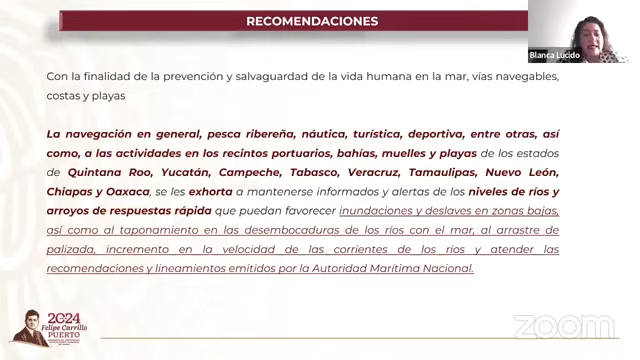 RECOMENDACIONES
Blanca Lucido
Con la finalidad de la prevención y salvaguardad de la vida humana en la mar, vías navegables,
costas y playas
La navegación en general, pesca ribereña, náutica, turística, deportiva, entre otras, así
como, a las actividades en los recintos portuarios, bahías, muelles y playas de los estados
de Quintana Roo, Yucatán, Campeche, Tabasco, Veracruz, Tamaulipas, Nuevo León,
Chiapas y Oaxaca, se les exhorta a mantenerse informados y alertas de los niveles de ríos y
arroyos de respuestas rápida que puedan favorecer inundaciones y deslaves en zonas bajas,
así como al taponamiento en las desembocaduras de los ríos con el mar, al arrastre de
palizada, incremento en la velocidad de las corrientes de los ríos y atender las
recomendaciones y lineamientos emitidos por la Autoridad Marítima Nacional.
2024
Felipe Carrillo
PUERTO
zoom